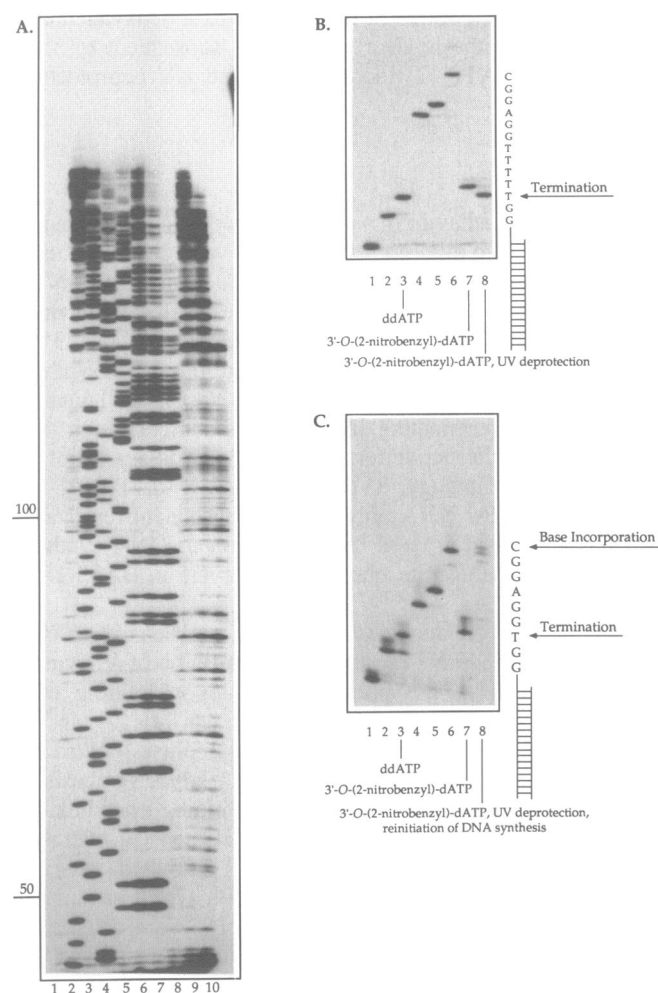 A.
100
50
1 2 3 4 5 6 7 8 9 10
B.
C
G
G
A
G
G
T
T
T
T
T
G
G
Termination
1 2 3 4 5 6 7 8
ddATP
3'-O-(2-nitrobenzyl)-dATP
3'-O-(2-nitrobenzyl)-dATP, UV deprotection
C.
Base Incorporation
C
G
G
A
G
G
T
G
G
Termination
1 2 3 4 5 6 7 8
ddATP
3'-O-(2-nitrobenzyl)-dATP
3'-O-(2-nitrobenzyl)-dATP, UV deprotection,
reinitiation of DNA synthesis